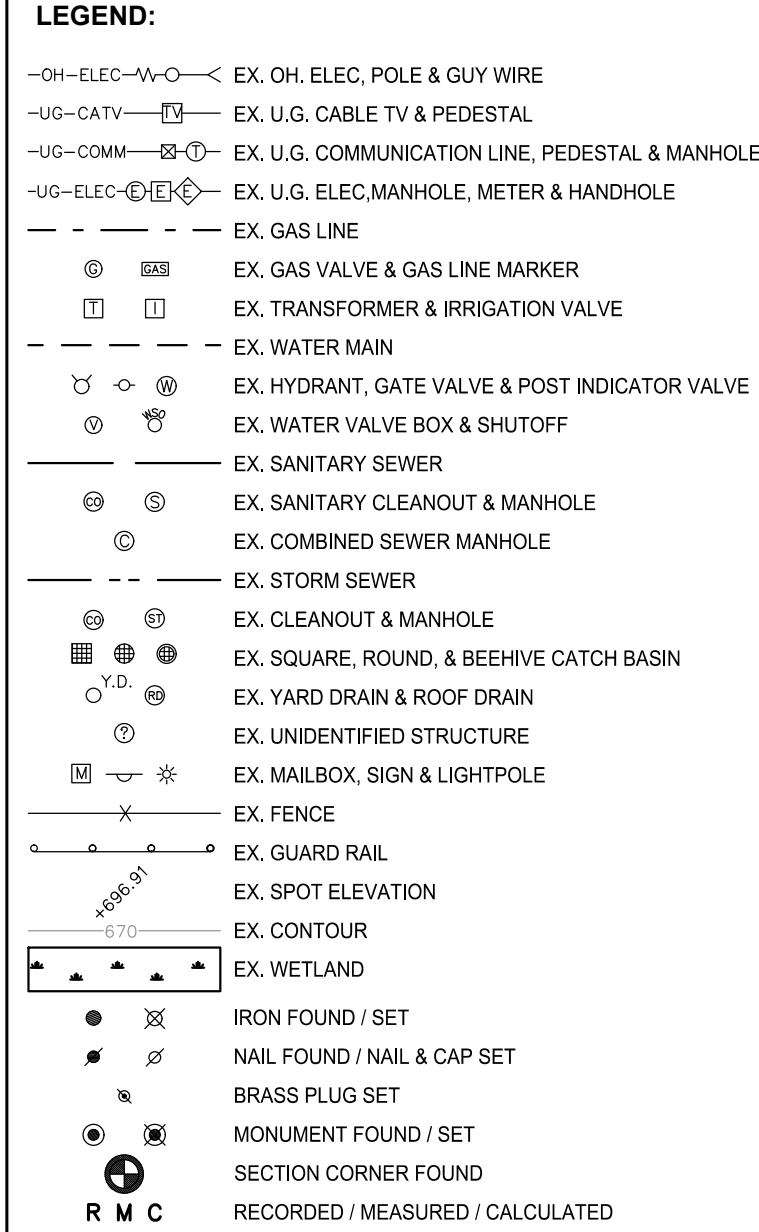 LEGEND:
-OH-ELEC- EX. OH. ELEC, POLE & GUY WIRE
-UG-CATV- TV EX. U.G. CABLE TV & PEDESTAL
-UG-COMM- T EX. U.G. COMMUNICATION LINE, PEDESTAL & MANHOLE
-UG-ELEC- E E E EX. U.G. ELEC,MANHOLE, METER & HANDHOLE
EX. GAS LINE
G GAS EX. GAS VALVE & GAS LINE MARKER
T I EX. TRANSFORMER & IRRIGATION VALVE
EX. WATER MAIN
W EX. HYDRANT, GATE VALVE & POST INDICATOR VALVE
V WSO EX. WATER VALVE BOX & SHUTOFF
EX. SANITARY SEWER
CO S EX. SANITARY CLEANOUT & MANHOLE
C EX. COMBINED SEWER MANHOLE
EX. STORM SEWER
CO ST EX. CLEANOUT & MANHOLE
EX. SQUARE, ROUND, & BEEHIVE CATCH BASIN
Y.D. RD EX. YARD DRAIN & ROOF DRAIN
? EX. UNIDENTIFIED STRUCTURE
M EX. MAILBOX, SIGN & LIGHTPOLE
X EX. FENCE
EX. GUARD RAIL
+696.91 EX. SPOT ELEVATION
670 EX. CONTOUR
EX. WETLAND
IRON FOUND / SET
NAIL FOUND / NAIL & CAP SET
BRASS PLUG SET
MONUMENT FOUND / SET
SECTION CORNER FOUND
R M C RECORDED / MEASURED / CALCULATED